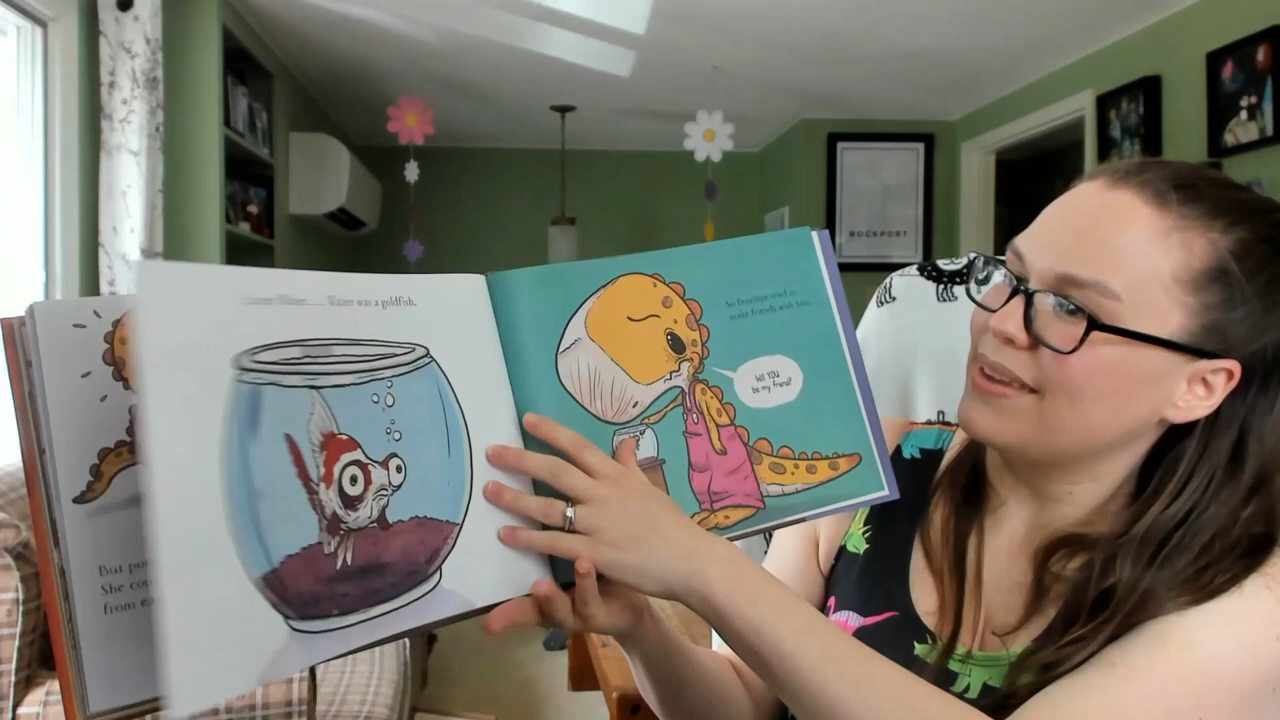 Walter was a goldfish.
So Penelope tried to
make friends with him.
Will YOU
be my friend?
But po
She co
from e
ROCKPORT